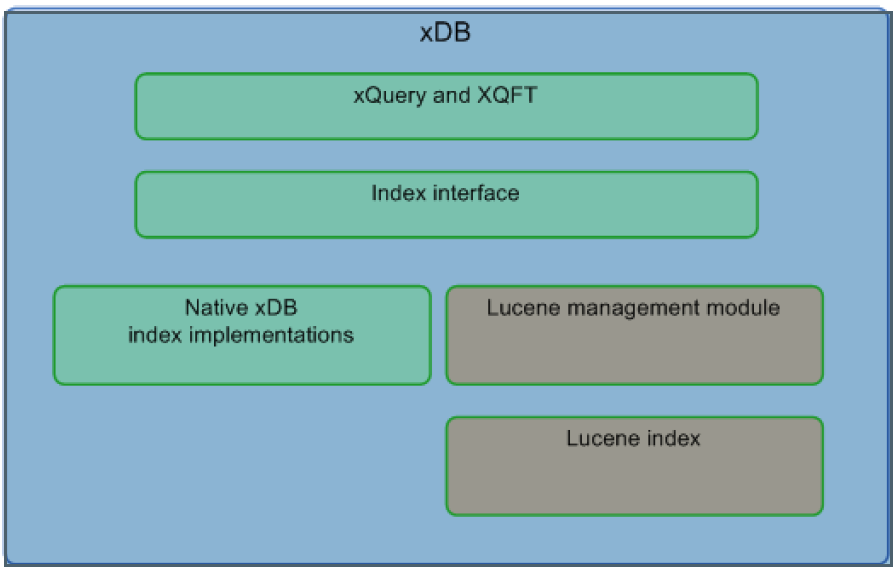 xDB
xQuery and XQFT
Index interface
Native xDB
index implementations
Lucene management module
Lucene index